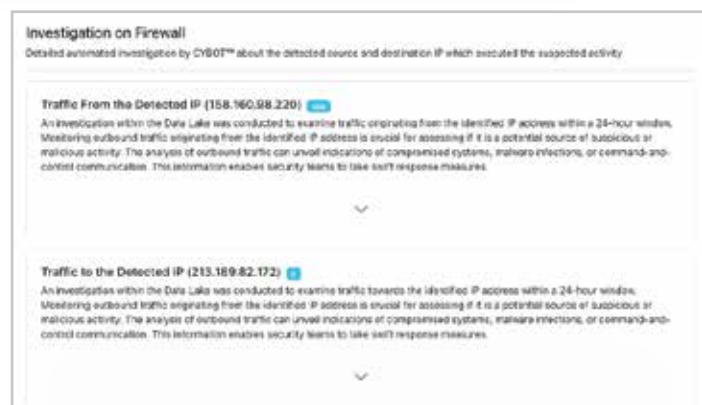 Investigation on Firewall
Detailed automated investigation by CYBOT™ about the detected source and destination IP which executed the suspected activity
Traffic From the Detected IP (158.160.98.220)
An investigation within the Data Lake was conducted to examine traffic originating from the identified IP address within a 24-hour window.
Monitoring outbound traffic originating from the identified IP address is crucial for assessing if it is a potential source of suspicious or
malicious activity. The analysis of outbound traffic can unveil indications of compromised systems, malware infections, or command-and-
control communication. This information enables security teams to take swift response measures.
Traffic to the Detected IP (213.189.82.172)
An investigation within the Data Lake was conducted to examine traffic towards the identified IP address within a 24-hour window.
Monitoring outbound traffic originating from the identified IP address is crucial for assessing if it is a potential source of suspicious or
malicious activity. The analysis of outbound traffic can unveil indications of compromised systems, malware infections, or command-and-
control communication. This information enables security teams to take swift response measures.